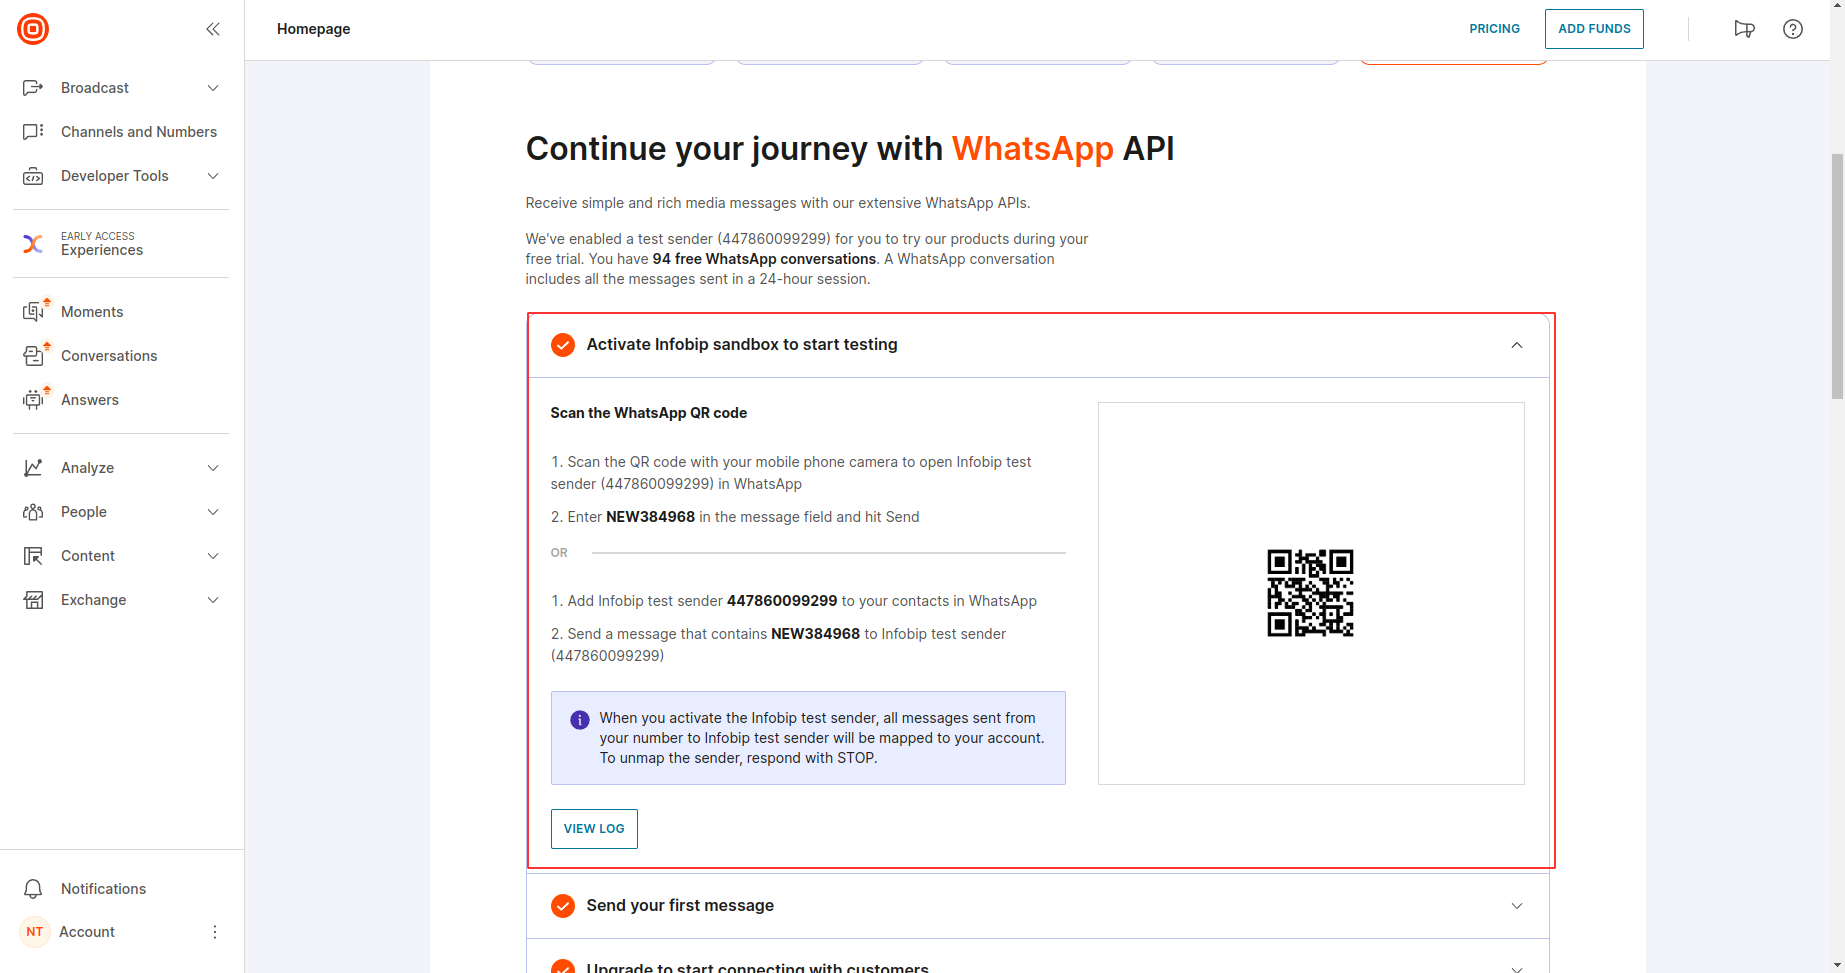 Homepage
PRICING
ADD FUNDS
Broadcast
Channels and Numbers
Developer Tools
EARLY ACCESS
Experiences
Moments
Conversations
Answers
Analyze
People
Content
Exchange
Notifications
NT
Account
Continue your journey with WhatsApp API
Receive simple and rich media messages with our extensive WhatsApp APIs.
We've enabled a test sender (447860099299) for you to try our products during your
free trial. You have 94 free WhatsApp conversations. A WhatsApp conversation
includes all the messages sent in a 24-hour session.
Activate Infobip sandbox to start testing
Scan the WhatsApp QR code
1. Scan the QR code with your mobile phone camera to open Infobip test
sender (447860099299) in WhatsApp
2. Enter NEW384968 in the message field and hit Send
OR
1. Add Infobip test sender 447860099299 to your contacts in WhatsApp
2. Send a message that contains NEW384968 to Infobip test sender
(447860099299)
When you activate the Infobip test sender, all messages sent from
your number to Infobip test sender will be mapped to your account.
To unmap the sender, respond with STOP.
VIEW LOG
Send your first message
Upgrade to start connecting with customers